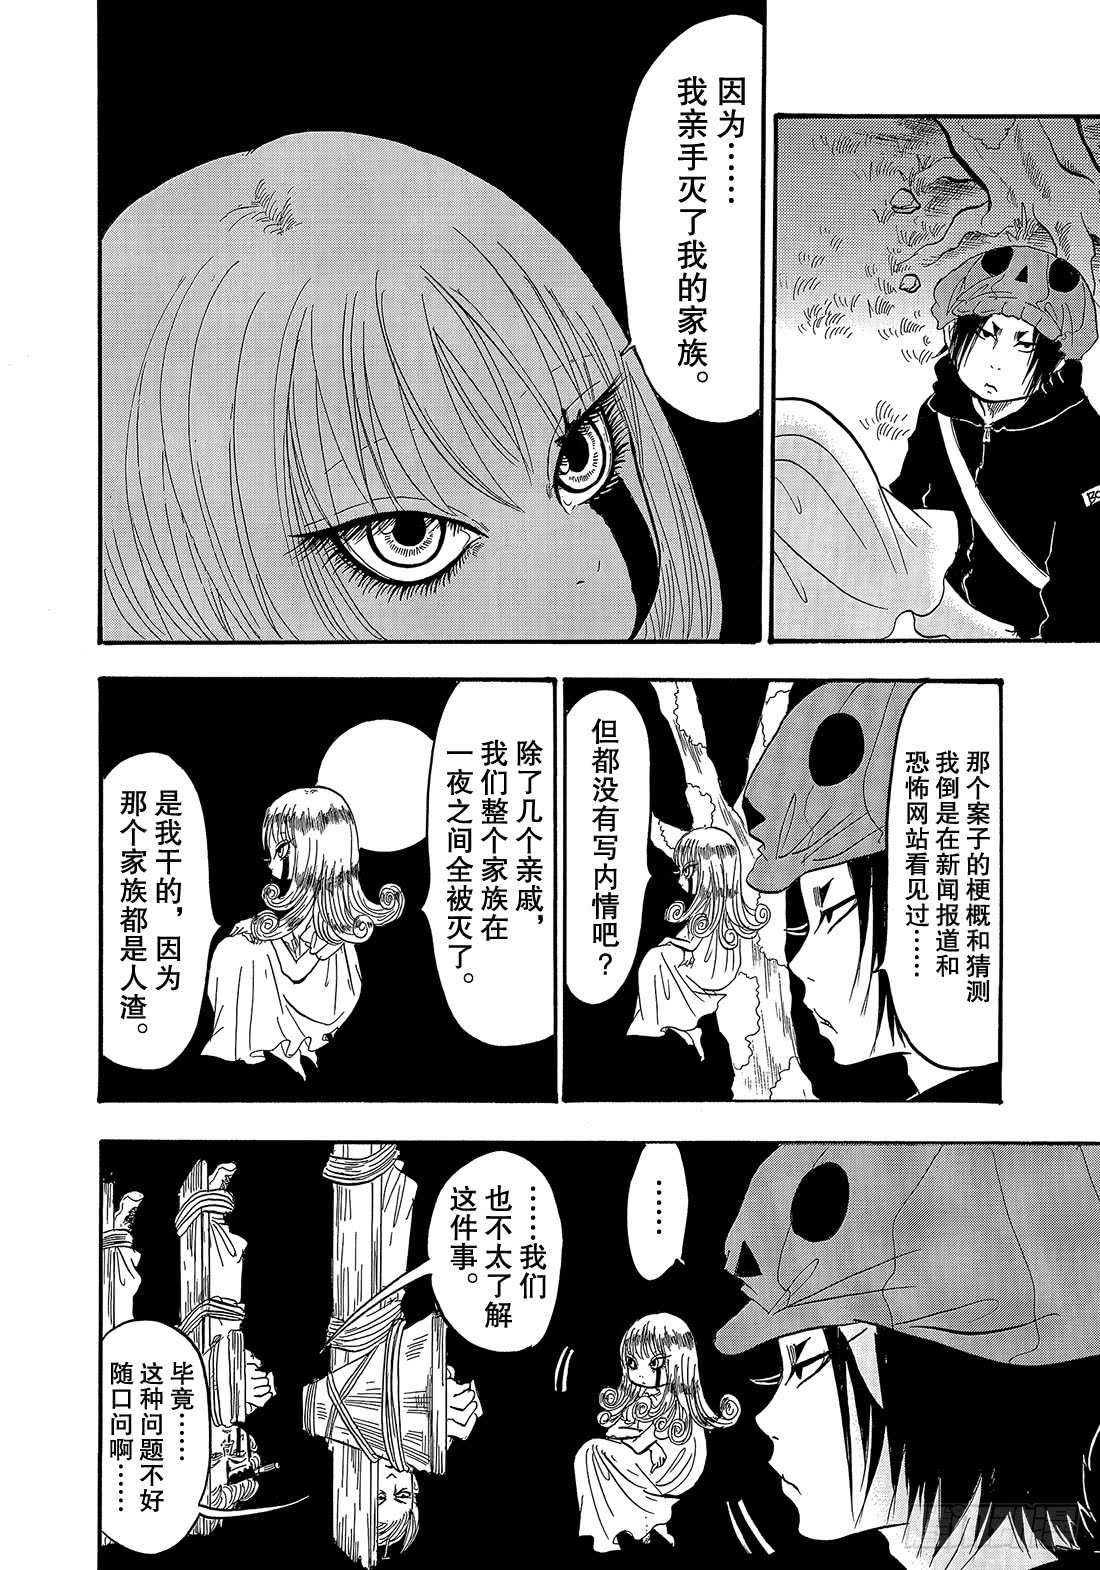 因为……
我亲手灭了我的家族。
BO
那个案子的梗概和猜测
我倒是在新闻报道和
恐怖网站看见过……
但都没有写内情吧?
除了几个亲戚,
我们整个家族在
一夜之间全被灭了。
是我干的,因为
那个家族都是人渣。
……
……我们
也不太了解
这件事。
毕竟……
这种问题不好
随口问啊……